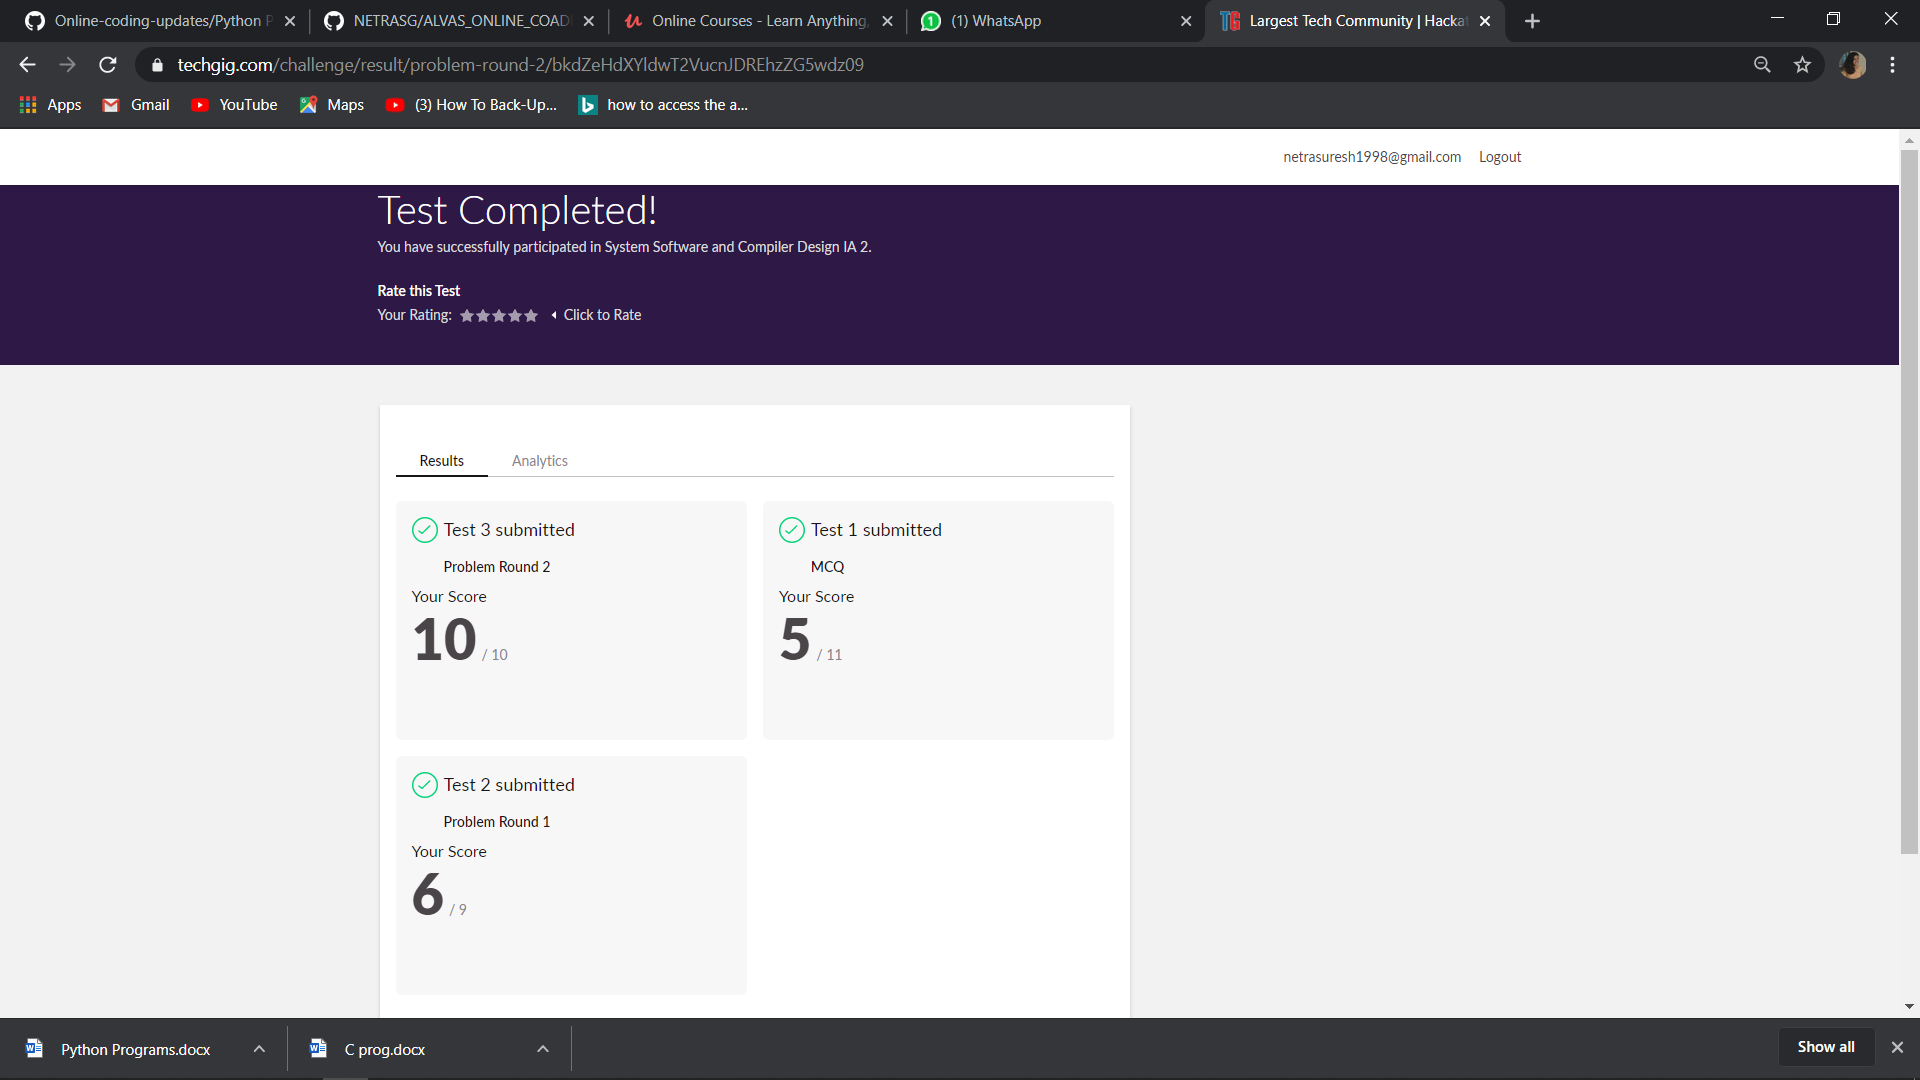 Online-coding-updates/Python P
NETRASG/ALVAS_ONLINE_COAD
Online Courses - Learn Anything,
(1) WhatsApp
Largest Tech Community | Hacka
techgig.com/challenge/result/problem-round-2/bkdZeHdXYldwT2VucnJDREhzZG5wdz09
Apps
Gmail
YouTube
Maps
(3) How To Back-Up...
how to access the a...
netrasuresh1998@gmail.com
Logout
Test Completed!
You have successfully participated in System Software and Compiler Design IA 2.
Rate this Test
Your Rating:
Click to Rate
Results
Analytics
Test 3 submitted
Problem Round 2
Your Score
10 / 10
Test 1 submitted
MCQ
Your Score
5 / 11
Test 2 submitted
Problem Round 1
Your Score
6 / 9
Python Programs.docx
C prog.docx
Show all